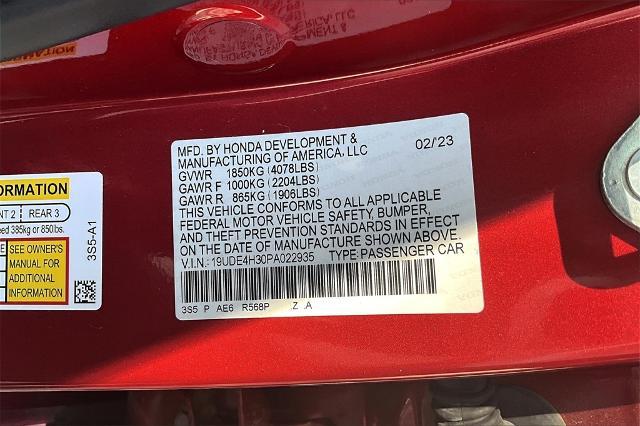 MFD. BY HONDA DEVELOPMENT &
MANUFACTURING OF AMERICA, LLC 02/'23
GVWR 1850KG (4078LBS)
GAWR F 1000KG (2204LBS)
GAWR R 865KG (1906LBS)
THIS VEHICLE CONFORMS TO ALL APPLICABLE
FEDERAL MOTOR VEHICLE SAFETY, BUMPER,
AND THEFT PREVENTION STANDARDS IN EFFECT
ON THE DATE OF MANUFACTURE SHOWN ABOVE.
V.I.N.: 19UDE4H30PA022935 TYPE: PASSENGER CAR
3S5 P AE6 R568P .Z .A
FORMATION
NT 2 REAR 3
eed 385kg or 850lbs.
SEE OWNER'S
MANUAL FOR
ADDITIONAL
INFORMATION
3S5-A1